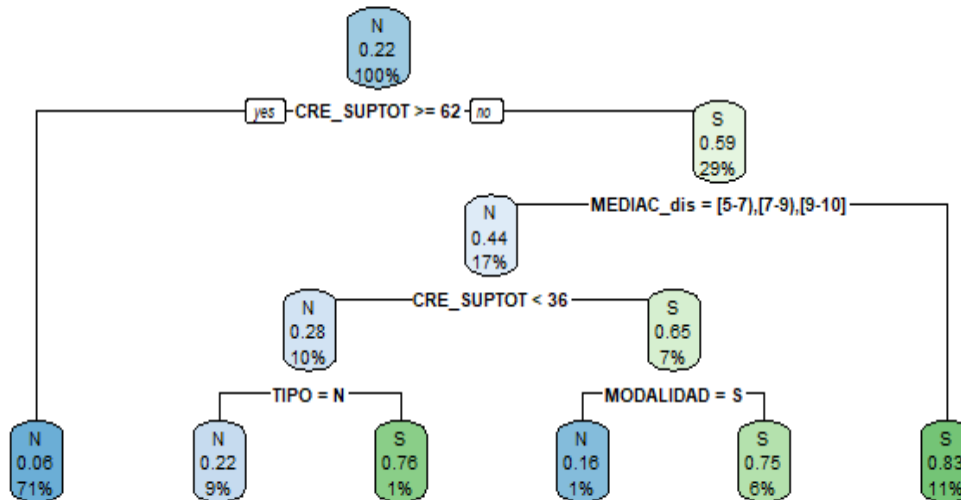 N
0.22
100%
yes CRE_SUPTOT >= 62 no
S
0.59
29%
MEDIAC_dis = [5-7),[7-9),[9-10]
N
0.44
17%
CRE_SUPTOT < 36
N
0.28
10%
S
0.65
7%
TIPO = N
MODALIDAD = S
N
0.06
71%
N
0.22
9%
S
0.76
1%
N
0.16
1%
S
0.75
6%
S
0.83
11%